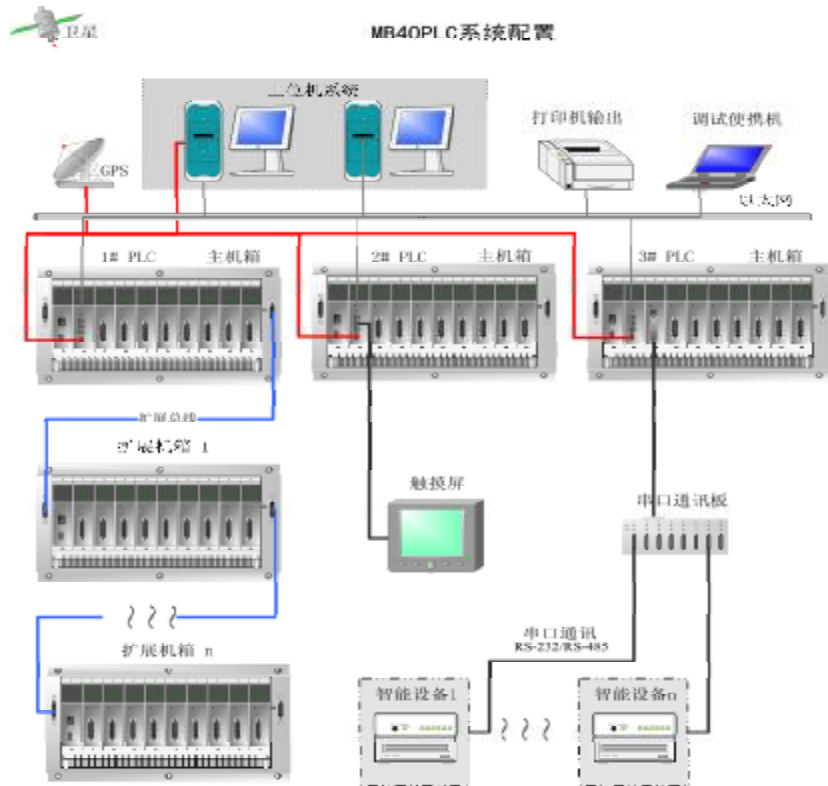 卫星
MB40PLC系统配置
上位机系统
打印机输出
调试便携机
GPS
以太网
1# PLC 主机箱
2# PLC 主机箱
3# PLC 主机箱
扩展总线
扩展机箱 1
触摸屏
串口通讯板
串口通讯
RS-232/RS-485
扩展机箱 n
智能设备1
智能设备n